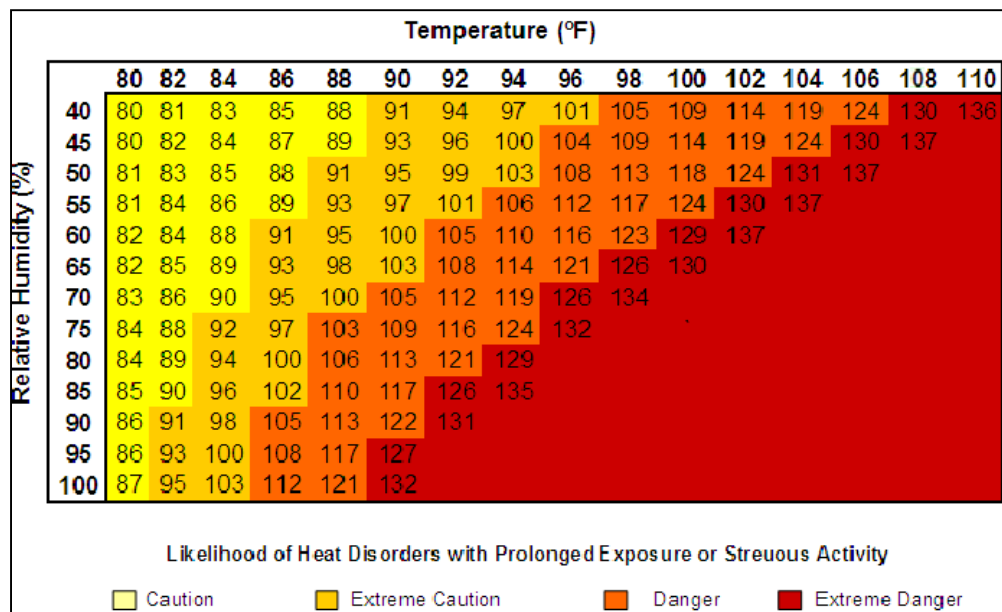 Temperature (°F)
80 82 84 86 88 90 92 94 96 98 100 102 104 106 108 110
Relative Humidity (%)
40 80 81 83 85 88 91 94 97 101 105 109 114 119 124 130 136
45 80 82 84 87 89 93 96 100 104 109 114 119 124 130 137
50 81 83 85 88 91 95 99 103 108 113 118 124 131 137
55 81 84 86 89 93 97 101 106 112 117 124 130 137
60 82 84 88 91 95 100 105 110 116 123 129 137
65 82 85 89 93 98 103 108 114 121 126 130
70 83 86 90 95 100 105 112 119 126 134
75 84 88 92 97 103 109 116 124 132
80 84 89 94 100 106 113 121 129
85 85 90 96 102 110 117 126 135
90 86 91 98 105 113 122 131
95 86 93 100 108 117 127
100 87 95 103 112 121 132
Likelihood of Heat Disorders with Prolonged Exposure or Streuous Activity
Caution Extreme Caution Danger Extreme Danger